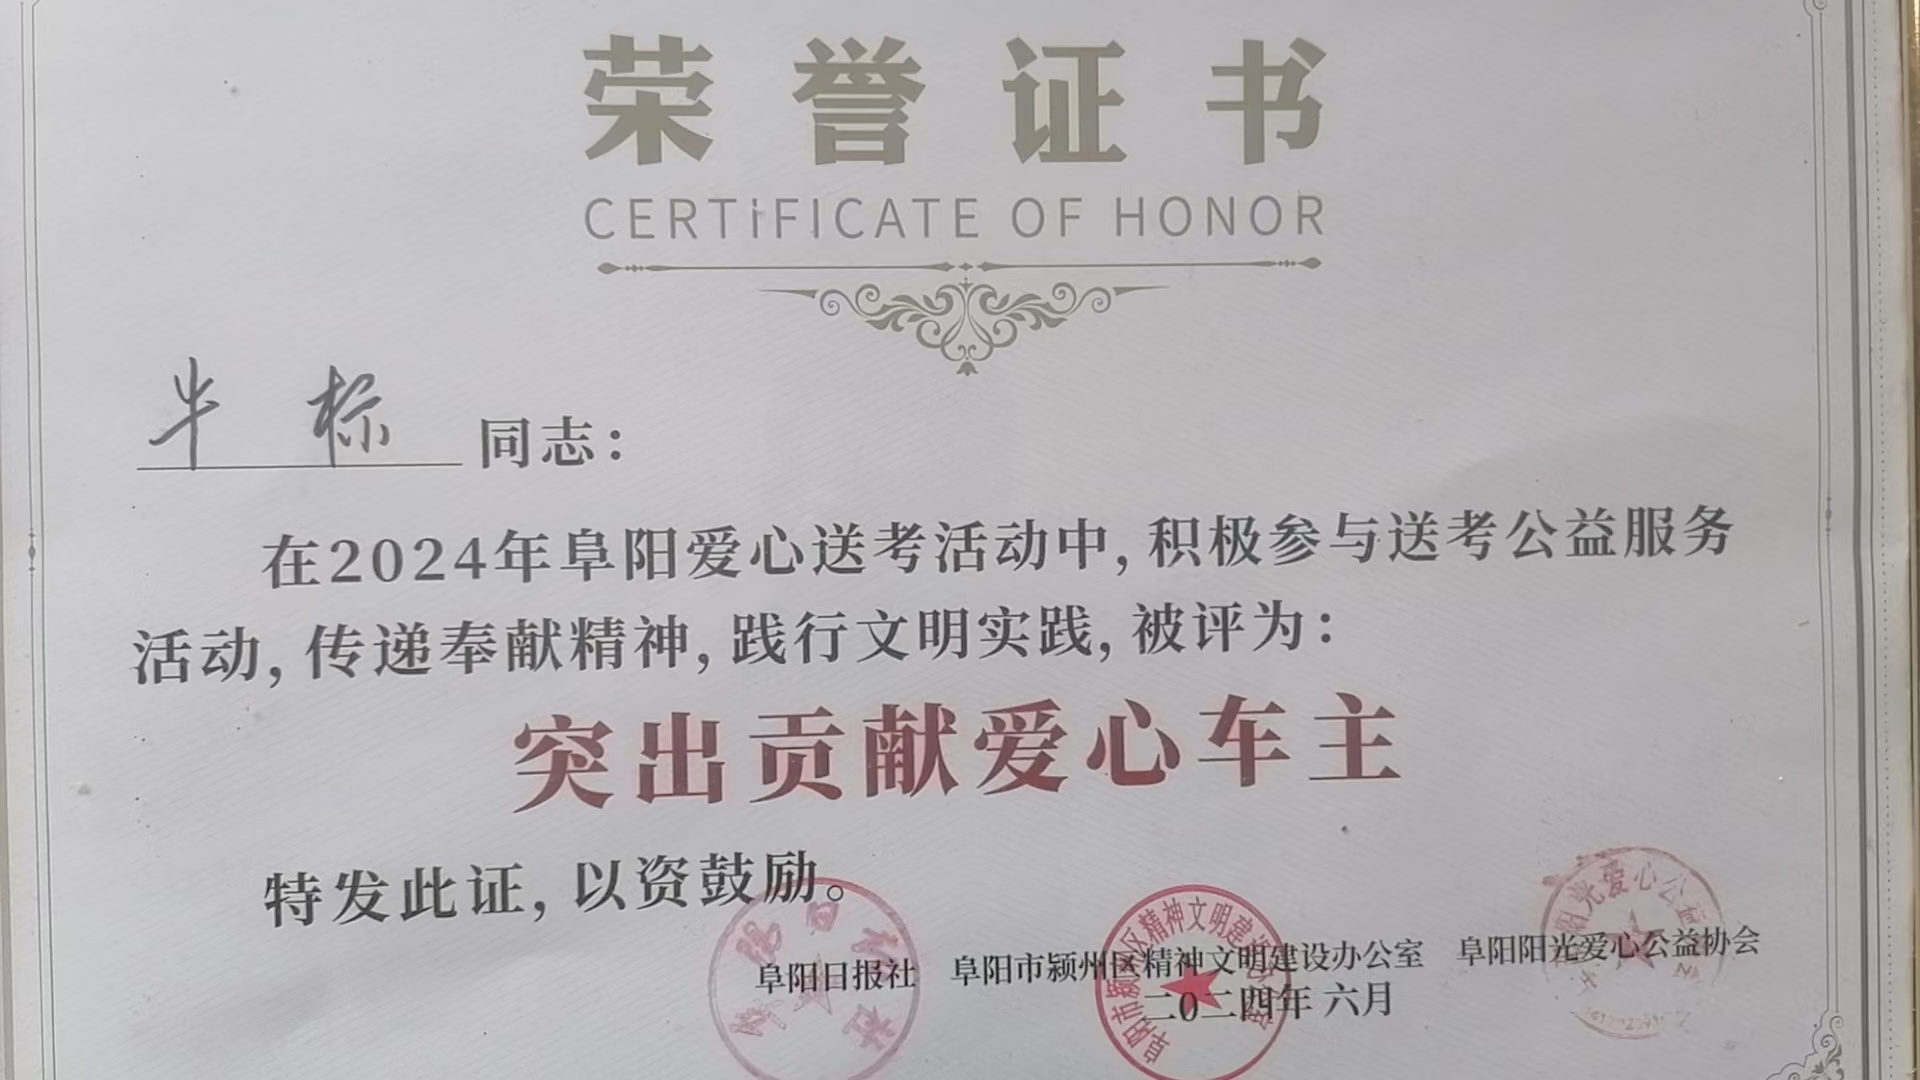 荣誉证书
CERTiFICATE OF HONOR
牛 标 同志：
在2024年阜阳爱心送考活动中，积极参与送考公益服务
活动，传递奉献精神，践行文明实践，被评为：
突出贡献爱心车主
特发此证，以资鼓励。
阜阳日报社 阜阳市颍州区精神文明建设办公室 阜阳阳光爱心公益协会
二0二四年 六月